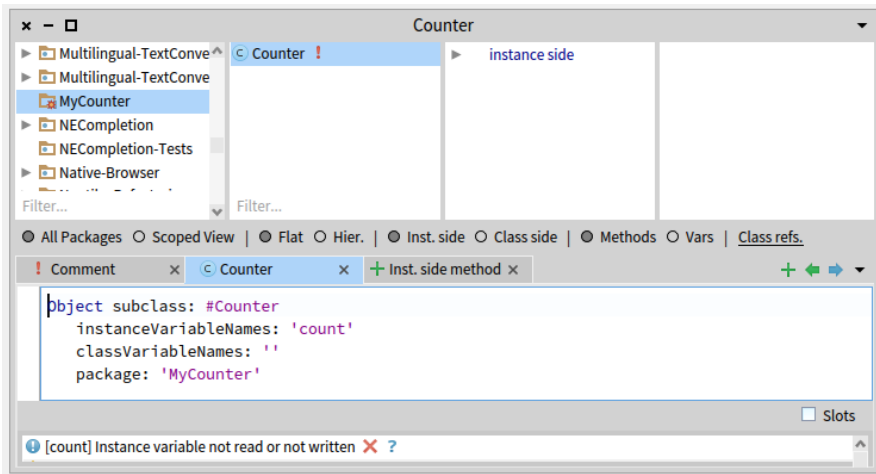 Counter
Multilingual-TextConve
Multilingual-TextConve
MyCounter
NECompletion
NECompletion-Tests
Native-Browser
Filter...
Counter !
Filter...
instance side
All Packages Scoped View | Flat Hier. | Inst. side Class side | Methods Vars | Class refs.
! Comment × C Counter × + Inst. side method ×
Object subclass: #Counter
instanceVariableNames: 'count'
classVariableNames: ''
package: 'MyCounter'
Slots
[count] Instance variable not read or not written ?